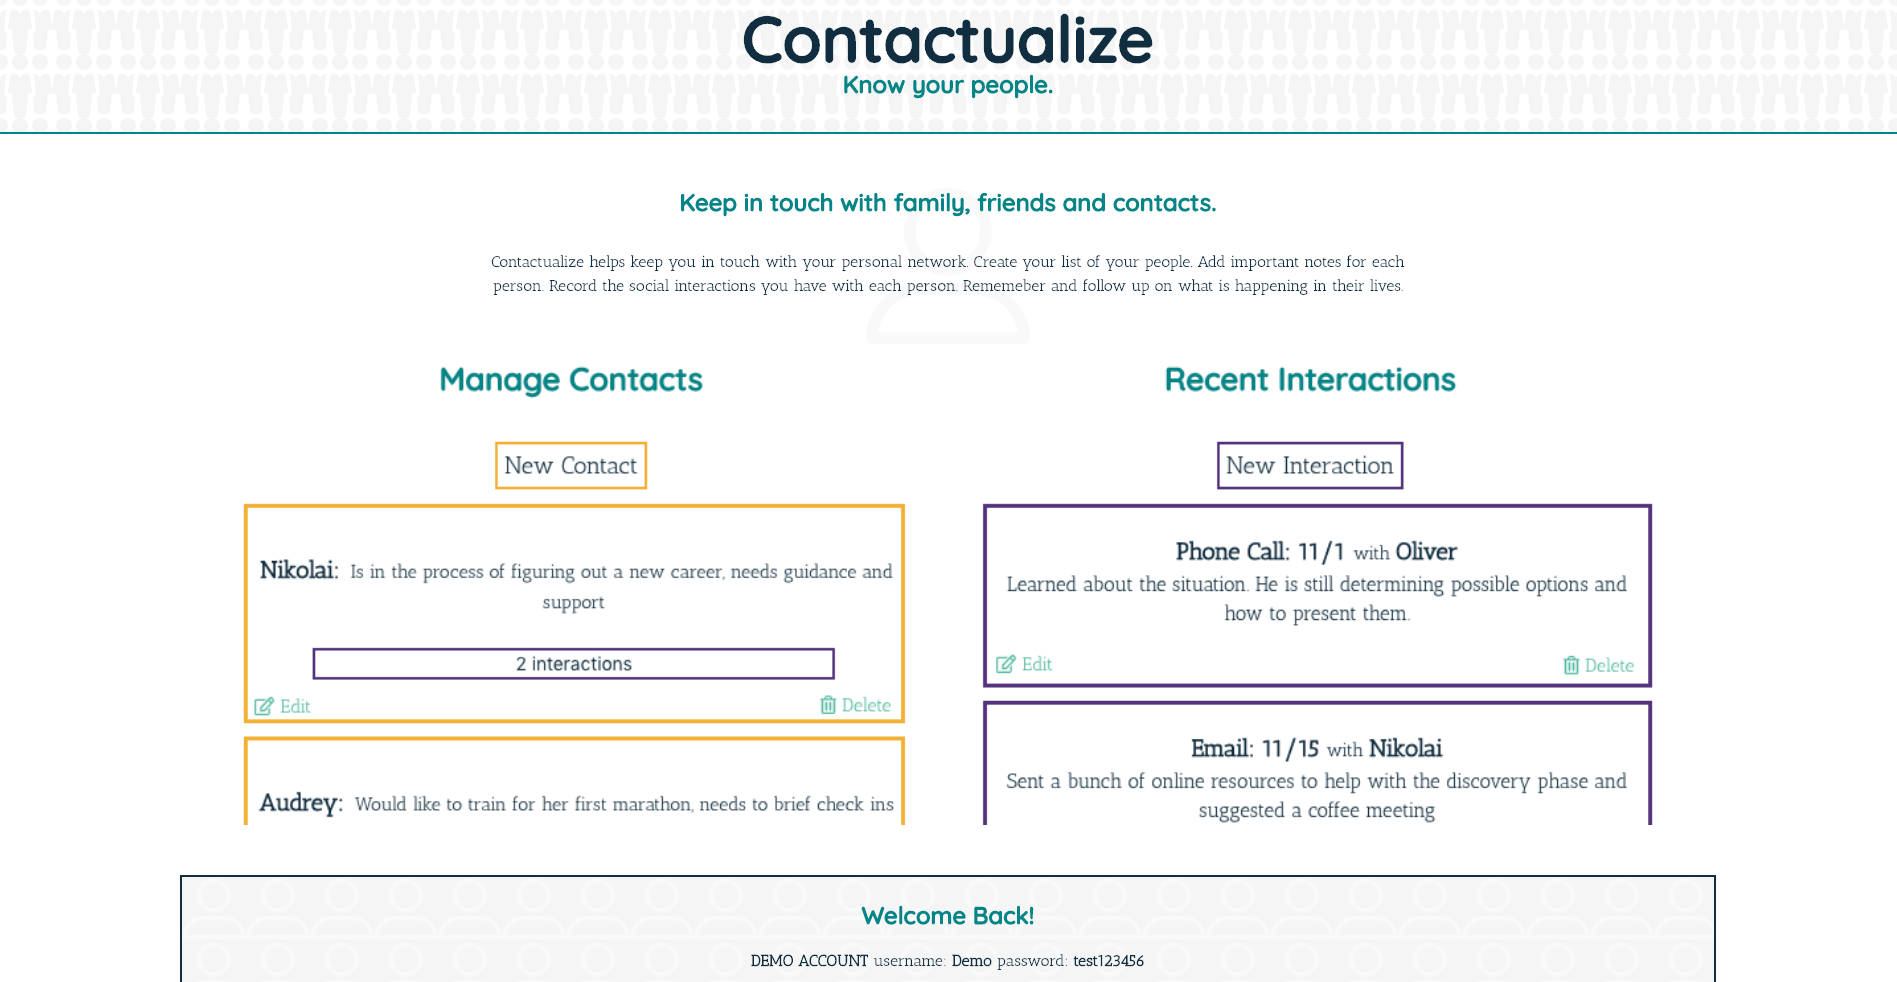 Contactualize
Know your people.
Keep in touch with family, friends and contacts.
Contactualize helps keep you in touch with your personal network. Create your list of your people. Add important notes for each
person. Record the social interactions you have with each person. Rememeber and follow up on what is happening in their lives.
Manage Contacts
New Contact
Nikolai: Is in the process of figuring out a new career, needs guidance and
support
2 interactions
Edit
Delete
Audrey: Would like to train for her first marathon, needs to brief check ins
Recent Interactions
New Interaction
Phone Call: 11/1 with Oliver
Learned about the situation. He is still determining possible options and
how to present them.
Edit
Delete
Email: 11/15 with Nikolai
Sent a bunch of online resources to help with the discovery phase and
suggested a coffee meeting
Welcome Back!
DEMO ACCOUNT username: Demo password: test123456